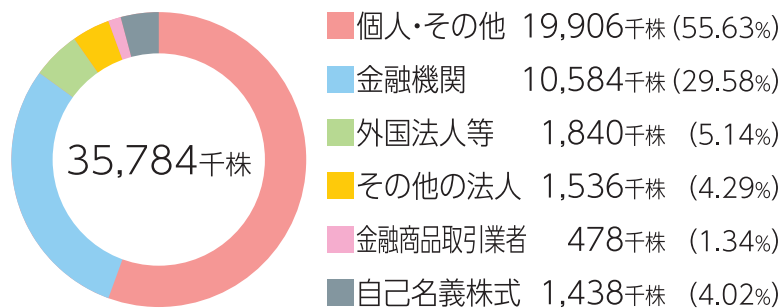 35,784千株
個人・その他 19,906千株 (55.63%)
金融機関 10,584千株 (29.58%)
外国法人等 1,840千株 (5.14%)
その他の法人 1,536千株 (4.29%)
金融商品取引業者 478千株 (1.34%)
自己名義株式 1,438千株 (4.02%)